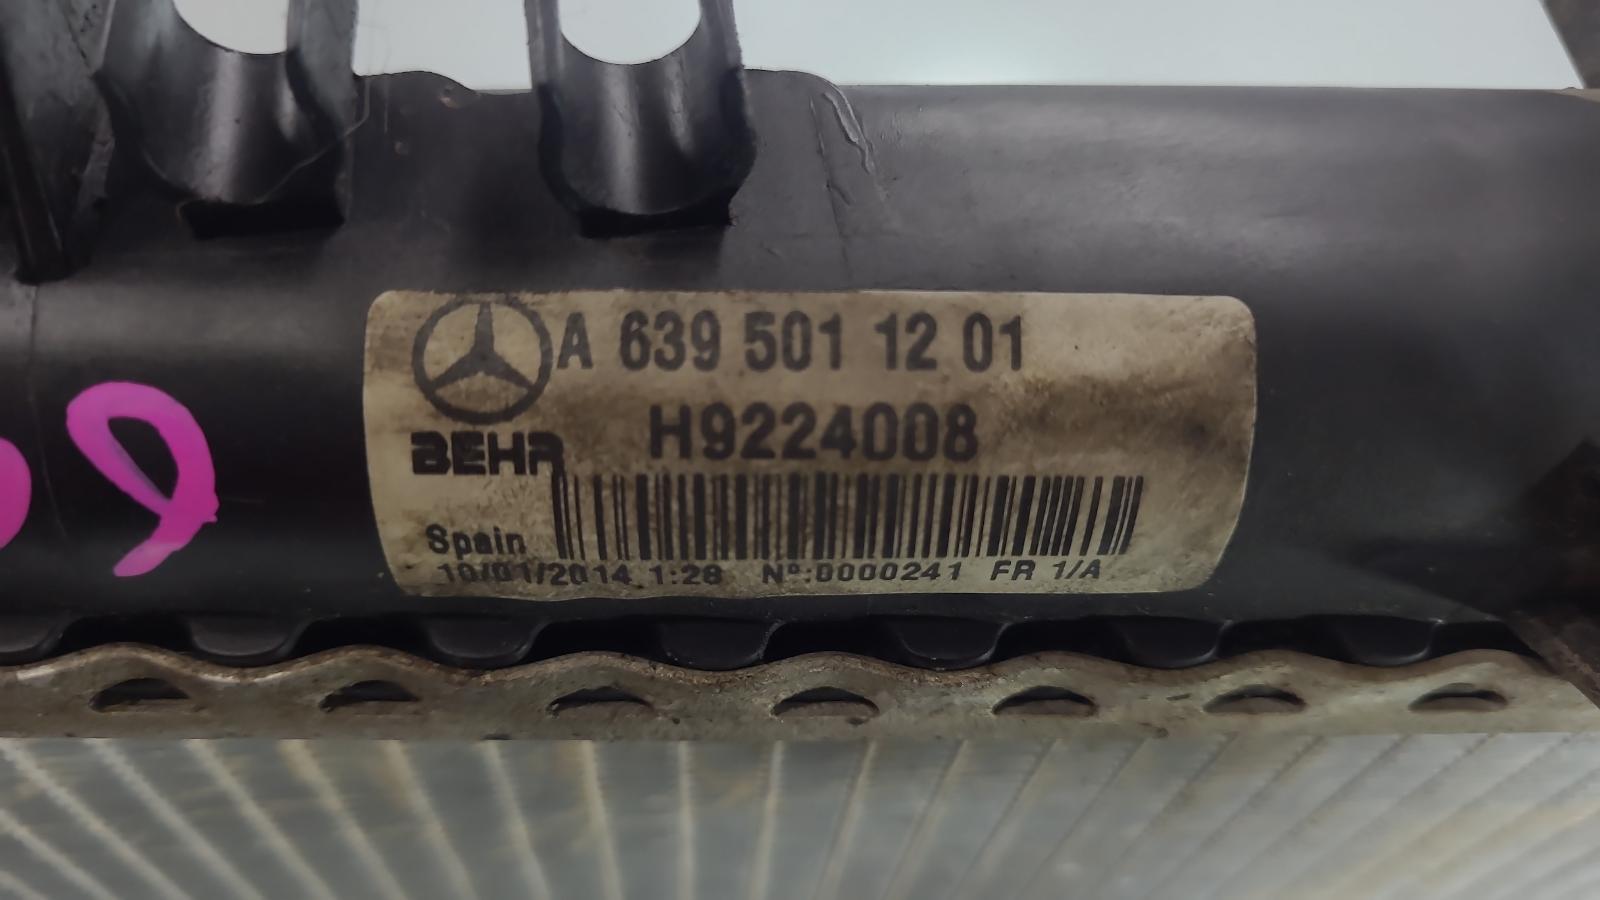 A 639 501 12 01
H9224008
BEHR
Spain
10/01/2014 1:28 Nº:0000241 FR 1/A